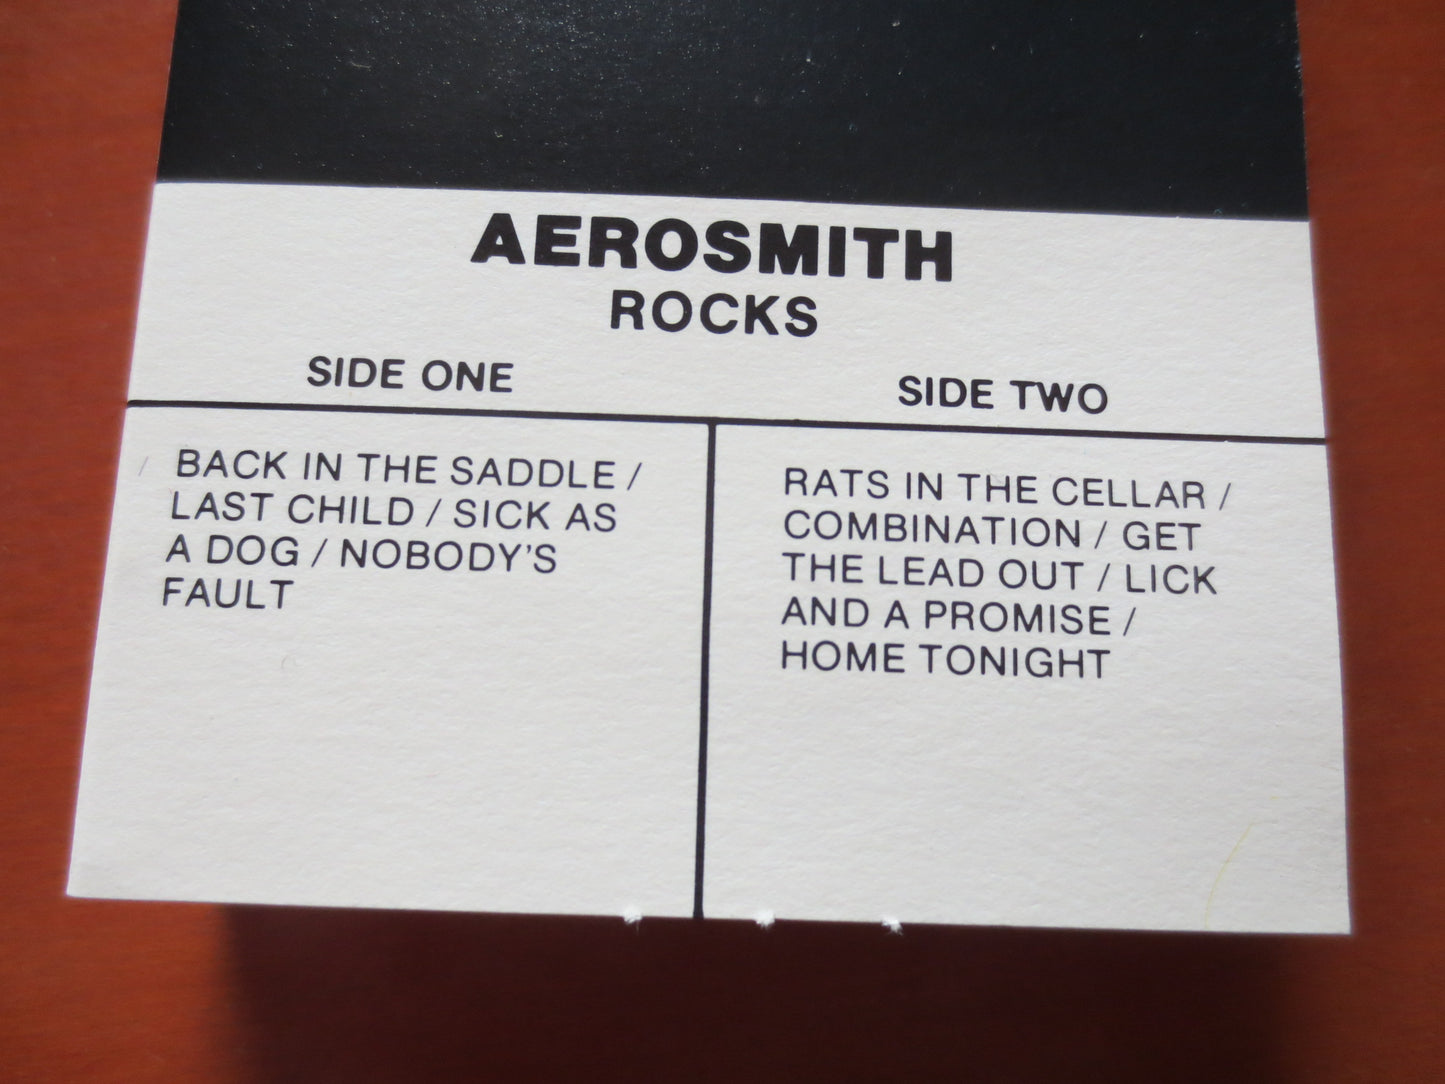 AEROSMITH
ROCKS
SIDE ONE
BACK IN THE SADDLE /
LAST CHILD / SICK AS
A DOG / NOBODY'S
FAULT
SIDE TWO
RATS IN THE CELLAR /
COMBINATION / GET
THE LEAD OUT / LICK
AND A PROMISE /
HOME TONIGHT